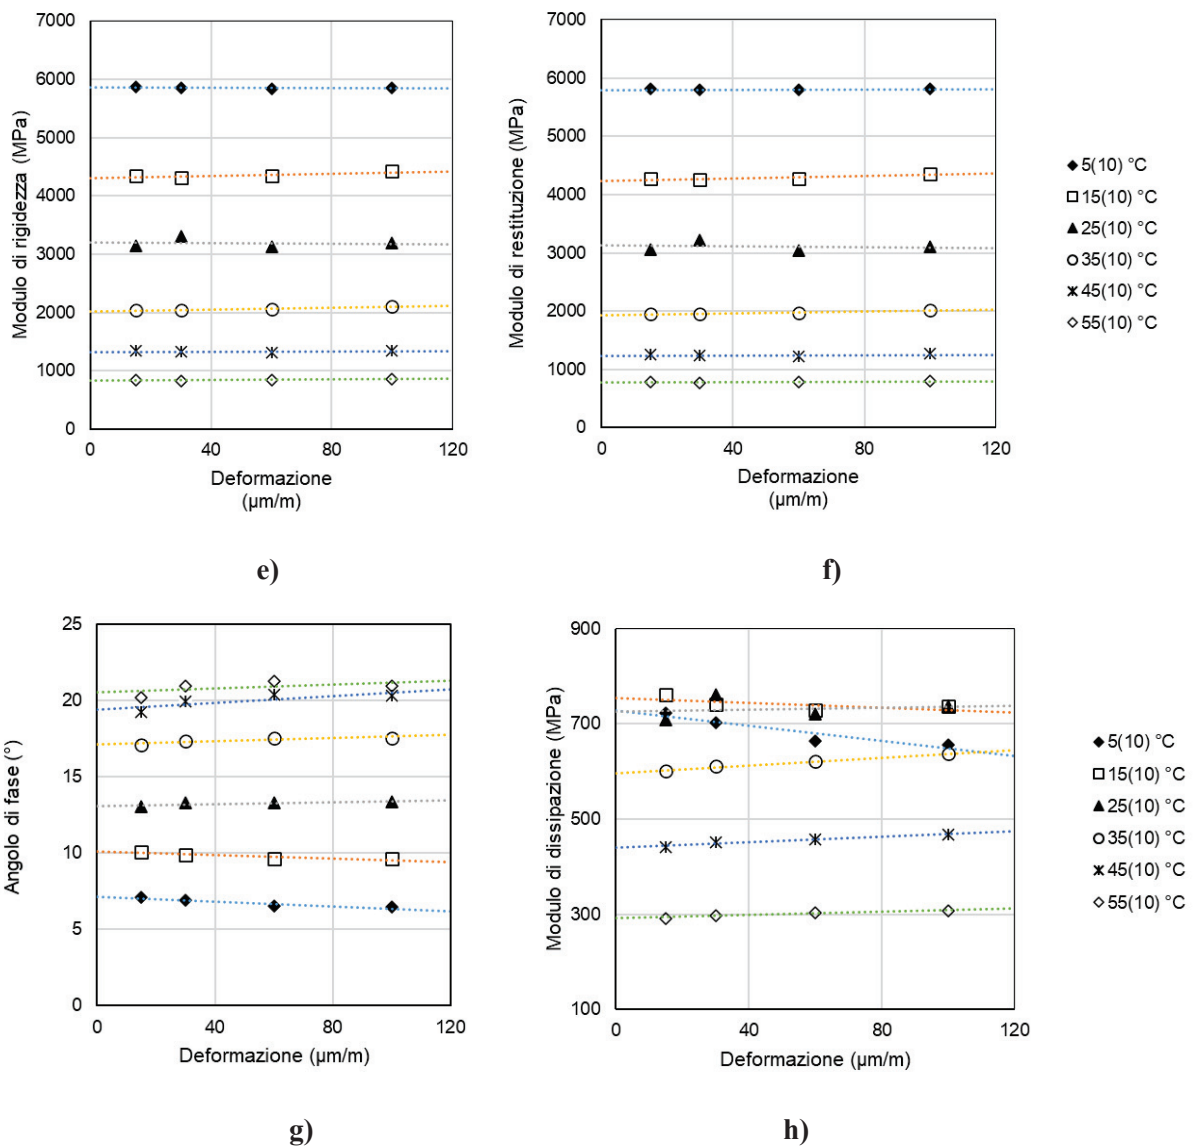 7000
6000
5000
4000
3000
2000
1000
0
0 40 80 120
Modulo di rigidezza (MPa)
Deformazione
(µm/m)
7000
6000
5000
4000
3000
2000
1000
0
0 40 80 120
Modulo di restituzione (MPa)
Deformazione
(µm/m)
5(10) °C
15(10) °C
25(10) °C
35(10) °C
45(10) °C
55(10) °C
e)
f)
25
20
15
10
5
0
0 40 80 120
Angolo di fase (°)
Deformazione (µm/m)
900
700
500
300
100
0 40 80 120
Modulo di dissipazione (MPa)
Deformazione (µm/m)
5(10) °C
15(10) °C
25(10) °C
35(10) °C
45(10) °C
55(10) °C
g)
h)